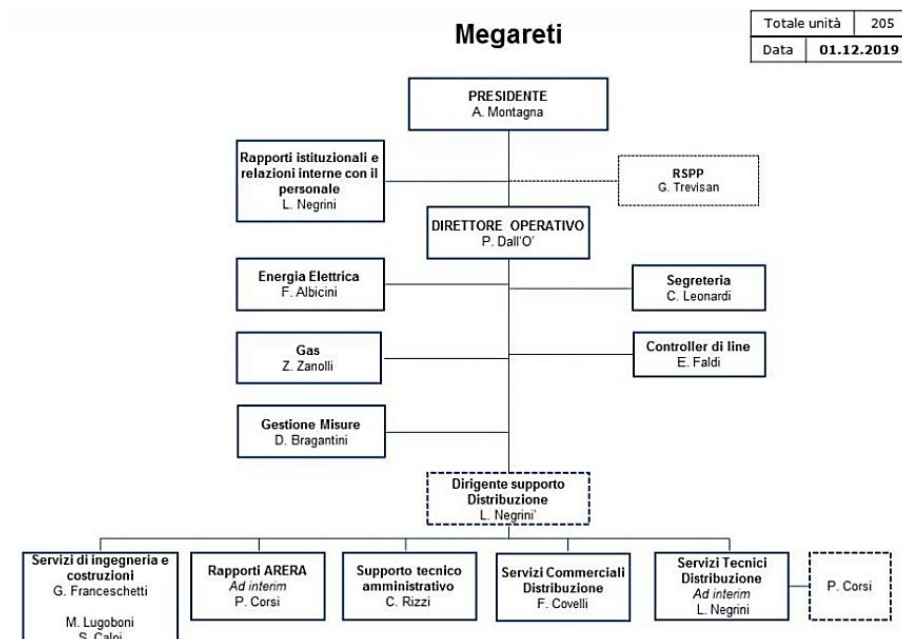 Megareti
Totale unità 205
Data 01.12.2019
PRESIDENTE
A. Montagna
Rapporti istituzionali e
relazioni interne con il
personale
L. Negrini
RSPP
G. Trevisan
DIRETTORE OPERATIVO
P. Dall'O'
Energia Elettrica
F. Albicini
Segreteria
C. Leonardi
Gas
Z. Zanolli
Controller di line
E. Faldi
Gestione Misure
D. Bragantini
Dirigente supporto
Distribuzione
L. Negrini'
Servizi di ingegneria e
costruzioni
G. Franceschetti
M. Lugoboni
S. Caloi
Rapporti ARERA
Ad interim
P. Corsi
Supporto tecnico
amministrativo
C. Rizzi
Servizi Commerciali
Distribuzione
F. Covelli
Servizi Tecnici
Distribuzione
Ad interim
L. Negrini
P. Corsi